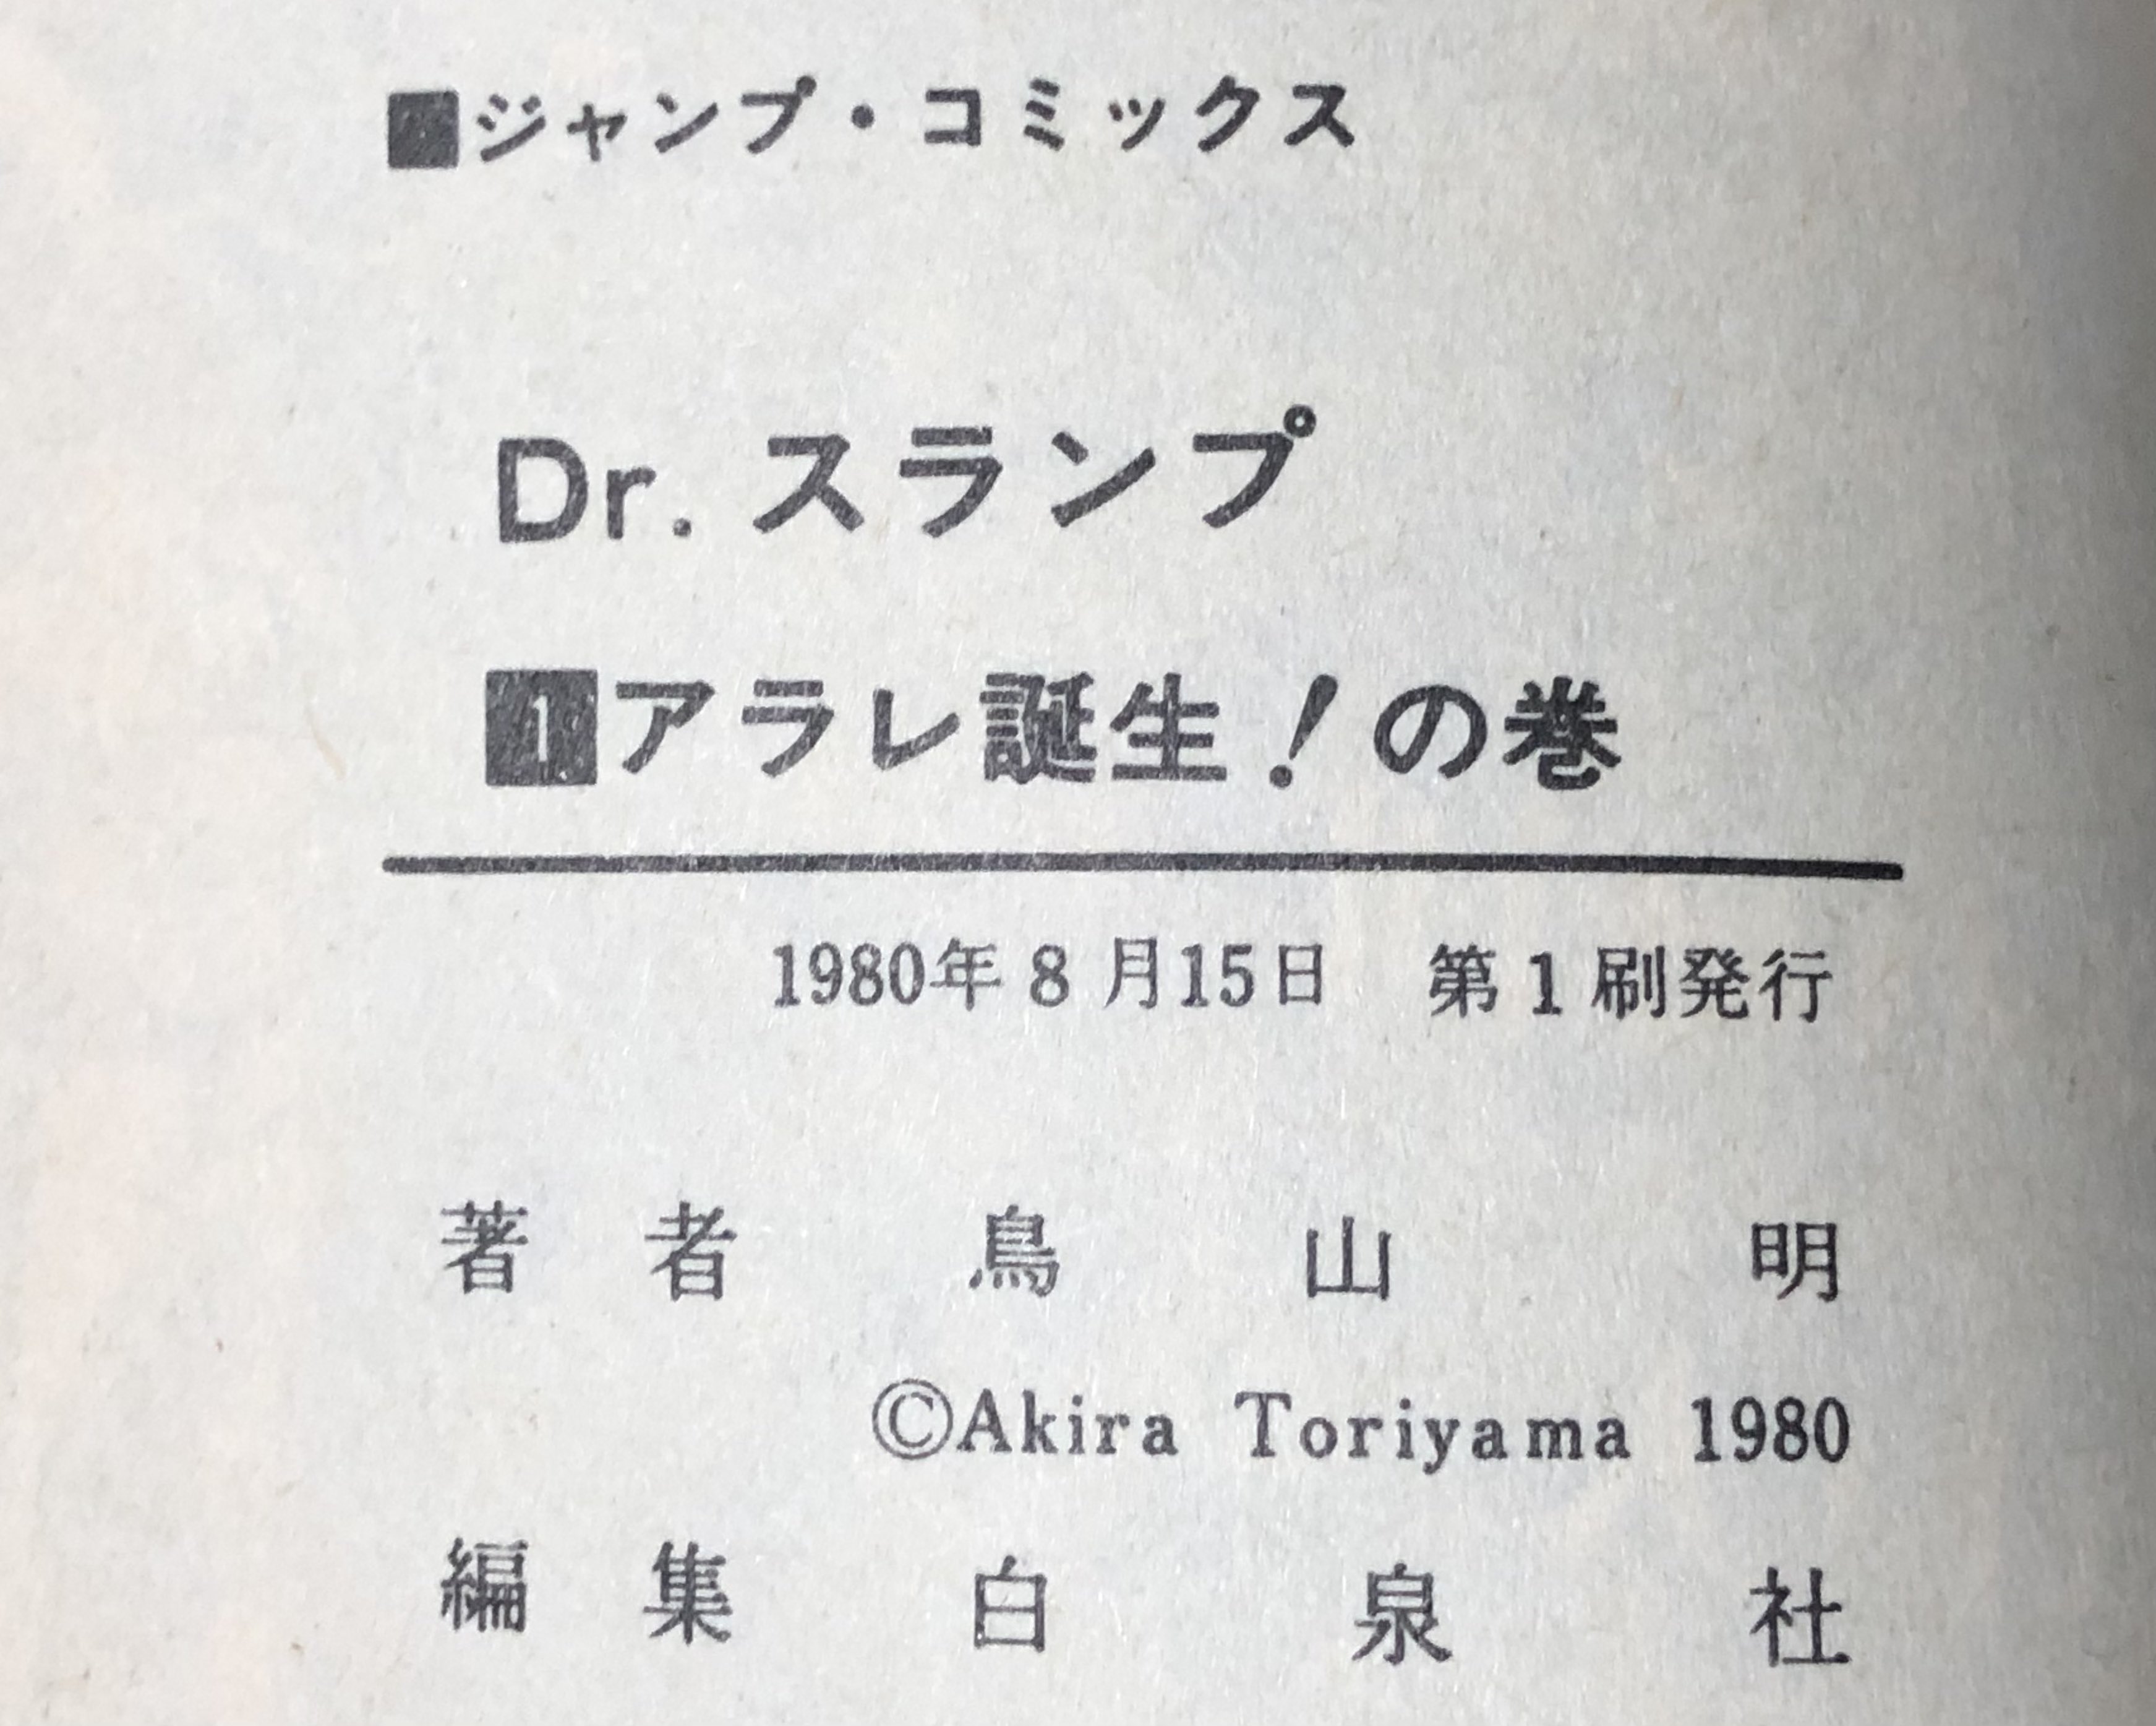 ■ジャンプ・コミックス
Dr. スランプ
1アラレ誕生!の巻
1980年8月15日　第1刷発行
著者　鳥山明
©Akira Toriyama 1980
編集　白泉社